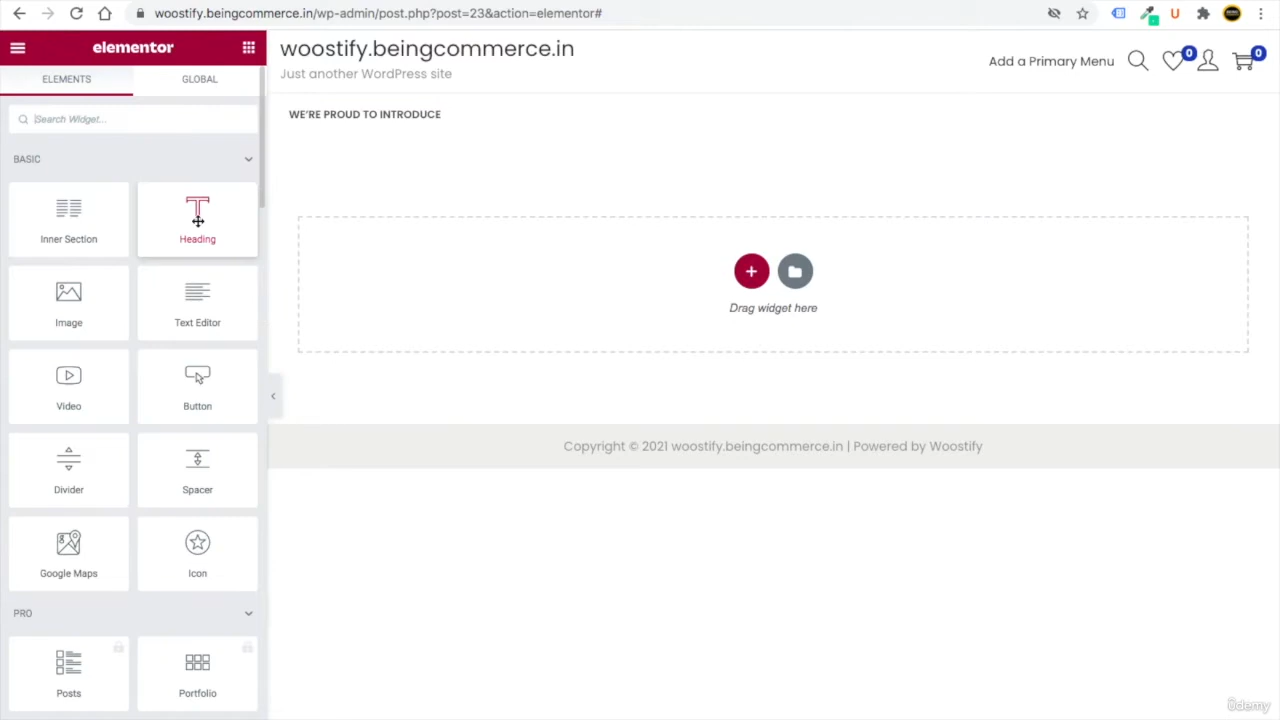 woostify.beingcommerce.in/wp-admin/post.php?post=23&action=elementor#
elementor
ELEMENTS
GLOBAL
Search Widget...
BASIC
Inner Section
Heading
Image
Text Editor
Video
Button
Divider
Spacer
Google Maps
Icon
PRO
Posts
Portfolio
woostify.beingcommerce.in
Just another WordPress site
Add a Primary Menu
0
0
WE'RE PROUD TO INTRODUCE
Drag widget here
Copyright © 2021 woostify.beingcommerce.in | Powered by Woostify
ûdemy